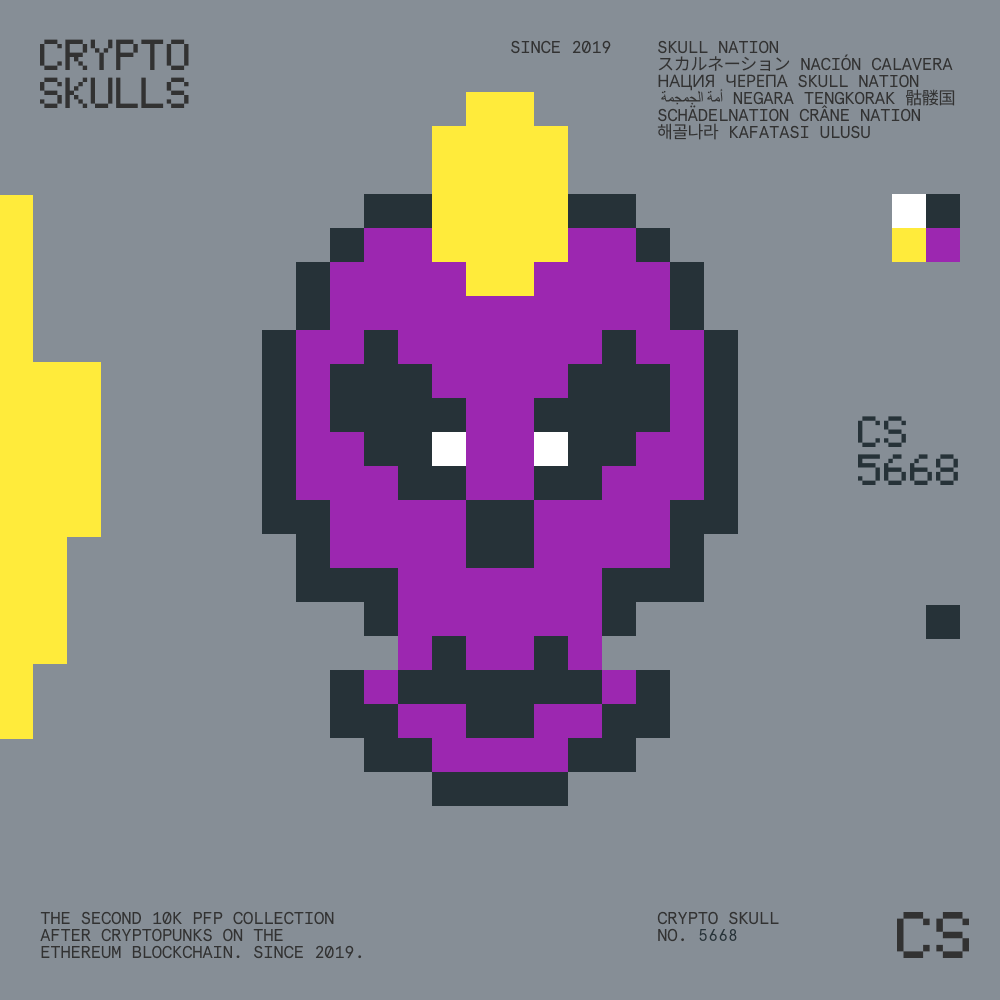 CRYPTO
SKULLS
SINCE 2019
SKULL NATION
スカルネーション NACIÓN CALAVERA
НАЦИЯ ЧЕРЕПА SKULL NATION
أمة الجمجمة NEGARA TENGKORAK 骷髅国
SCHÄDELNATION CRÂNE NATION
해골나라 KAFATASI ULUSU
CS
5668
THE SECOND 10K PFP COLLECTION
AFTER CRYPTOPUNKS ON THE
ETHEREUM BLOCKCHAIN. SINCE 2019.
CRYPTO SKULL
NO. 5668
CS